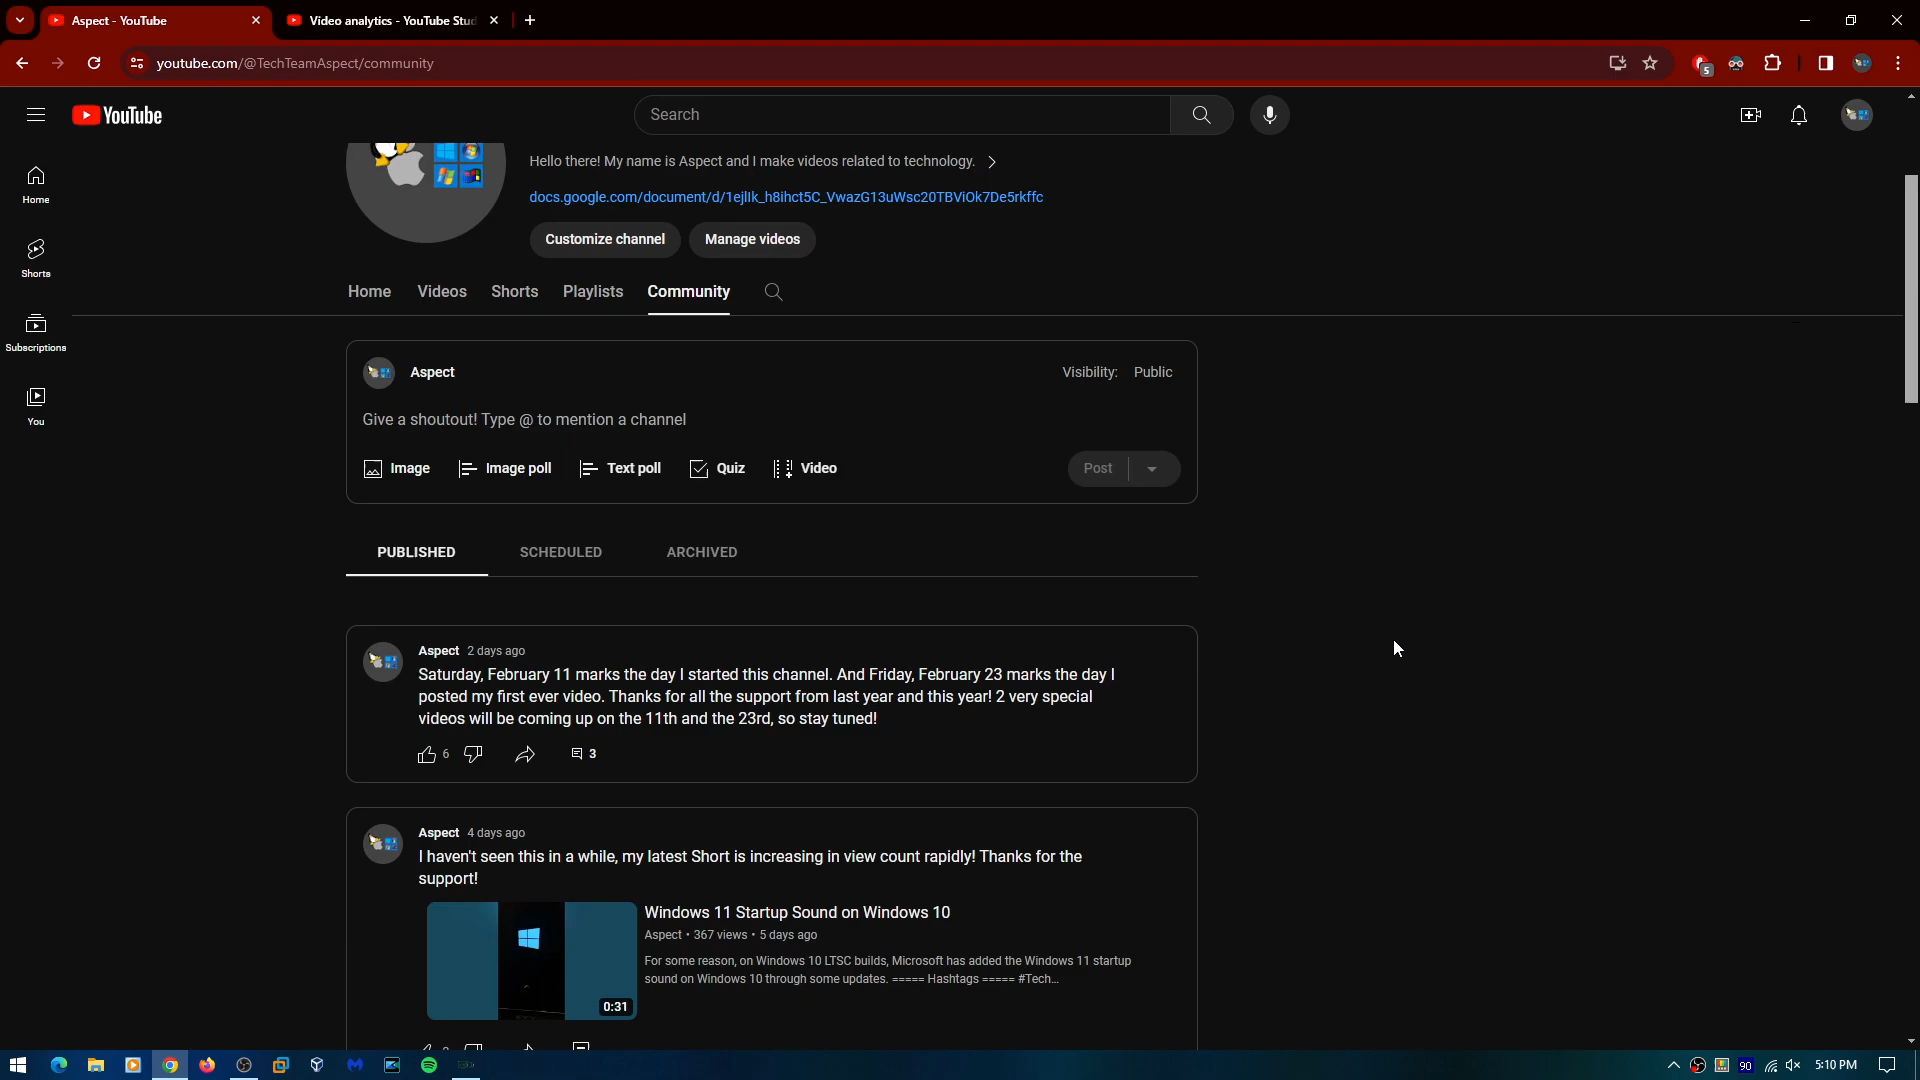 Aspect - YouTube
Video analytics - YouTube Stud
youtube.com/@TechTeamAspect/community
5
YouTube
Search
Hello there! My name is Aspect and I make videos related to technology.
Home
docs.google.com/document/d/1ejlIk_h8ihct5C_VwazG13uWsc20TBViOk7De5rkffc
Customize channel
Manage videos
Shorts
Home Videos Shorts Playlists Community
Subscriptions
Aspect
Visibility: Public
You
Give a shoutout! Type @ to mention a channel
Image
Image poll
Text poll
Quiz
Video
Post
PUBLISHED
SCHEDULED
ARCHIVED
Aspect 2 days ago
Saturday, February 11 marks the day I started this channel. And Friday, February 23 marks the day I
posted my first ever video. Thanks for all the support from last year and this year! 2 very special
videos will be coming up on the 11th and the 23rd, so stay tuned!
6
3
Aspect 4 days ago
I haven't seen this in a while, my latest Short is increasing in view count rapidly! Thanks for the
support!
Windows 11 Startup Sound on Windows 10
Aspect • 367 views • 5 days ago
For some reason, on Windows 10 LTSC builds, Microsoft has added the Windows 11 startup
sound on Windows 10 through some updates. ===== Hashtags ===== #Tech...
0:31
90
5:10 PM